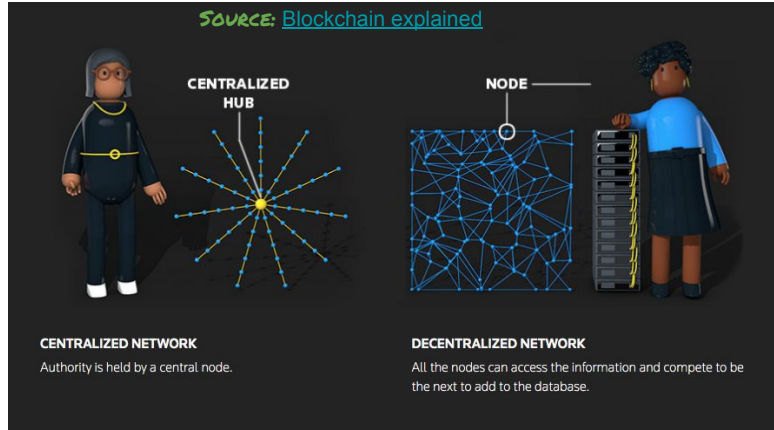 SOURCE: Blockchain explained
CENTRALIZED
HUB
NODE
CENTRALIZED NETWORK
Authority is held by a central node.
DECENTRALIZED NETWORK
All the nodes can access the information and compete to be
the next to add to the database.